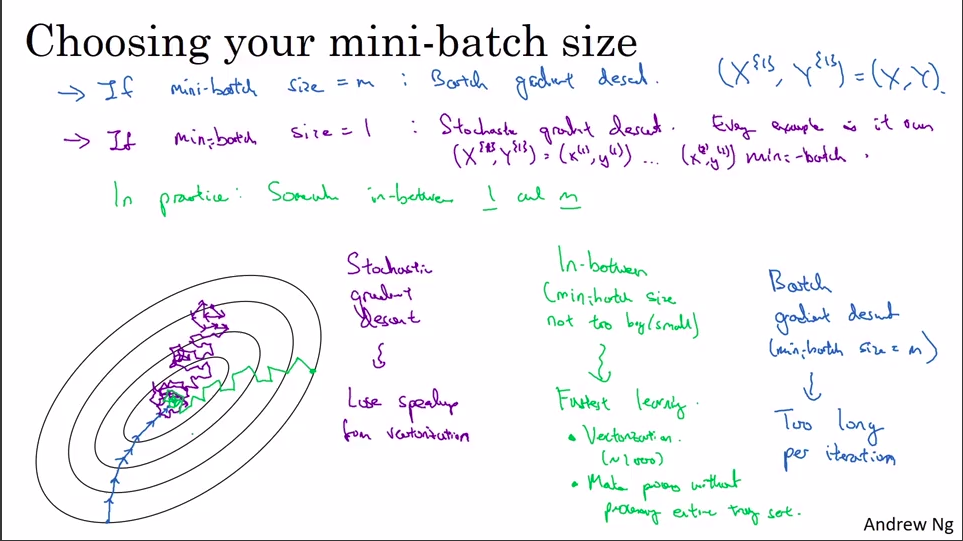 Choosing your mini-batch size
→ If mini-batch size = m : Batch gradient descent. (X^{1}, Y^{1}) = (X, Y).
→ If mini-batch size = 1 : Stochastic gradient descent. Every example is it own
(X^{1}, Y^{1}) = (x^(1), y^(1)) ... (x^(2), y^(2)) mini-batch.
In practice: Somewhere in-between 1 and m
Stochastic
gradient
descent
Lose speedup
from vectorization
In-between
(mini-batch size
not too big/small)
Fastest learning.
• Vectorization.
(~1000)
• Make progress without
processing entire training set.
Batch
gradient descent
(mini-batch size = m)
Too long
per iteration
Andrew Ng